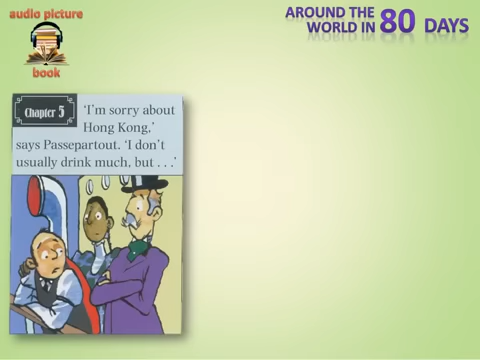 audio picture
book
AROUND THE
WORLD IN 80 DAYS
Chapter 5
‘I’m sorry about
Hong Kong,’
says Passepartout. ‘I don’t
usually drink much, but . . .’